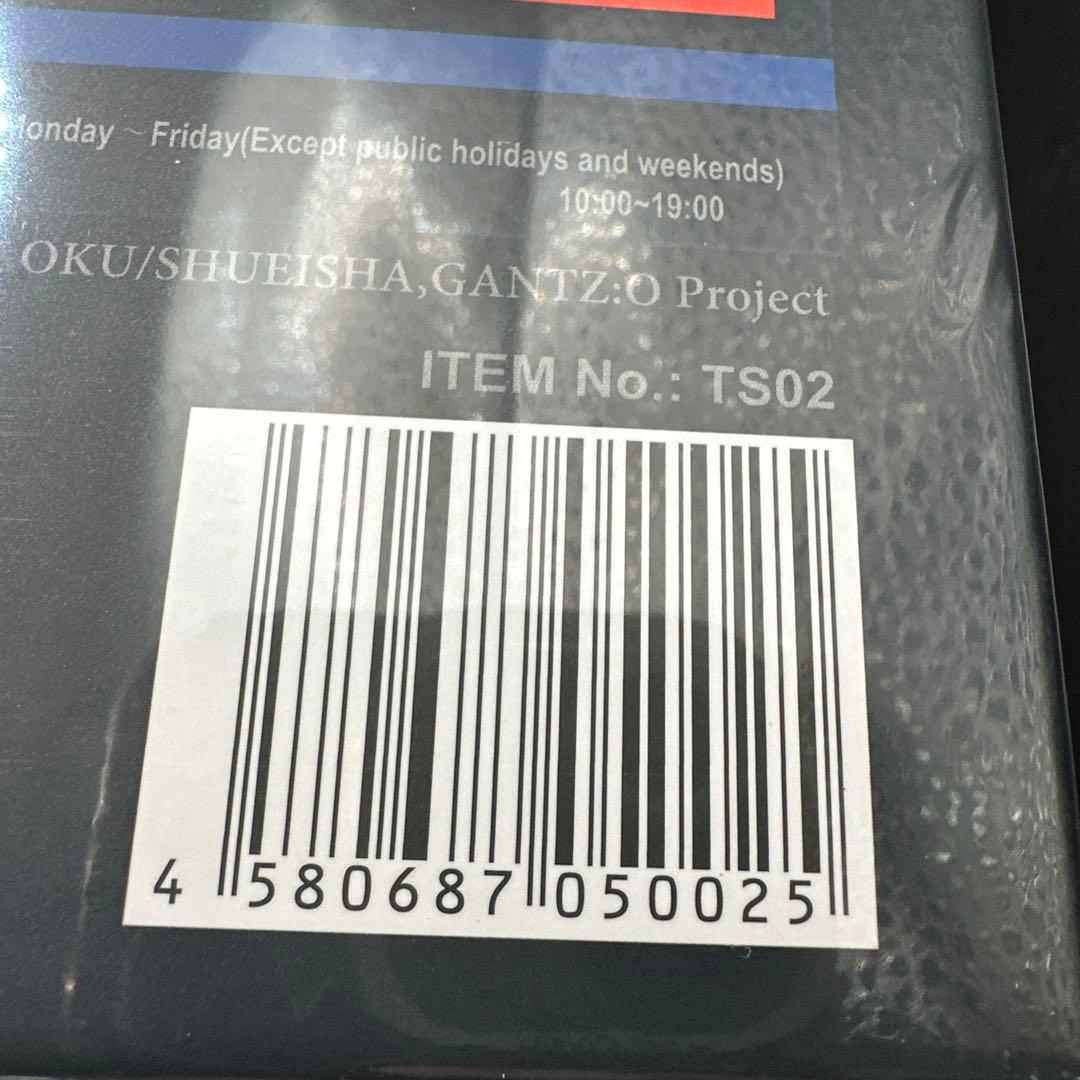 onday ~ Friday(Except public holidays and weekends)
10:00~19:00
OKU/SHUEISHA,GANTZ:O Project
ITEM No.: TS02
4 580687 050025